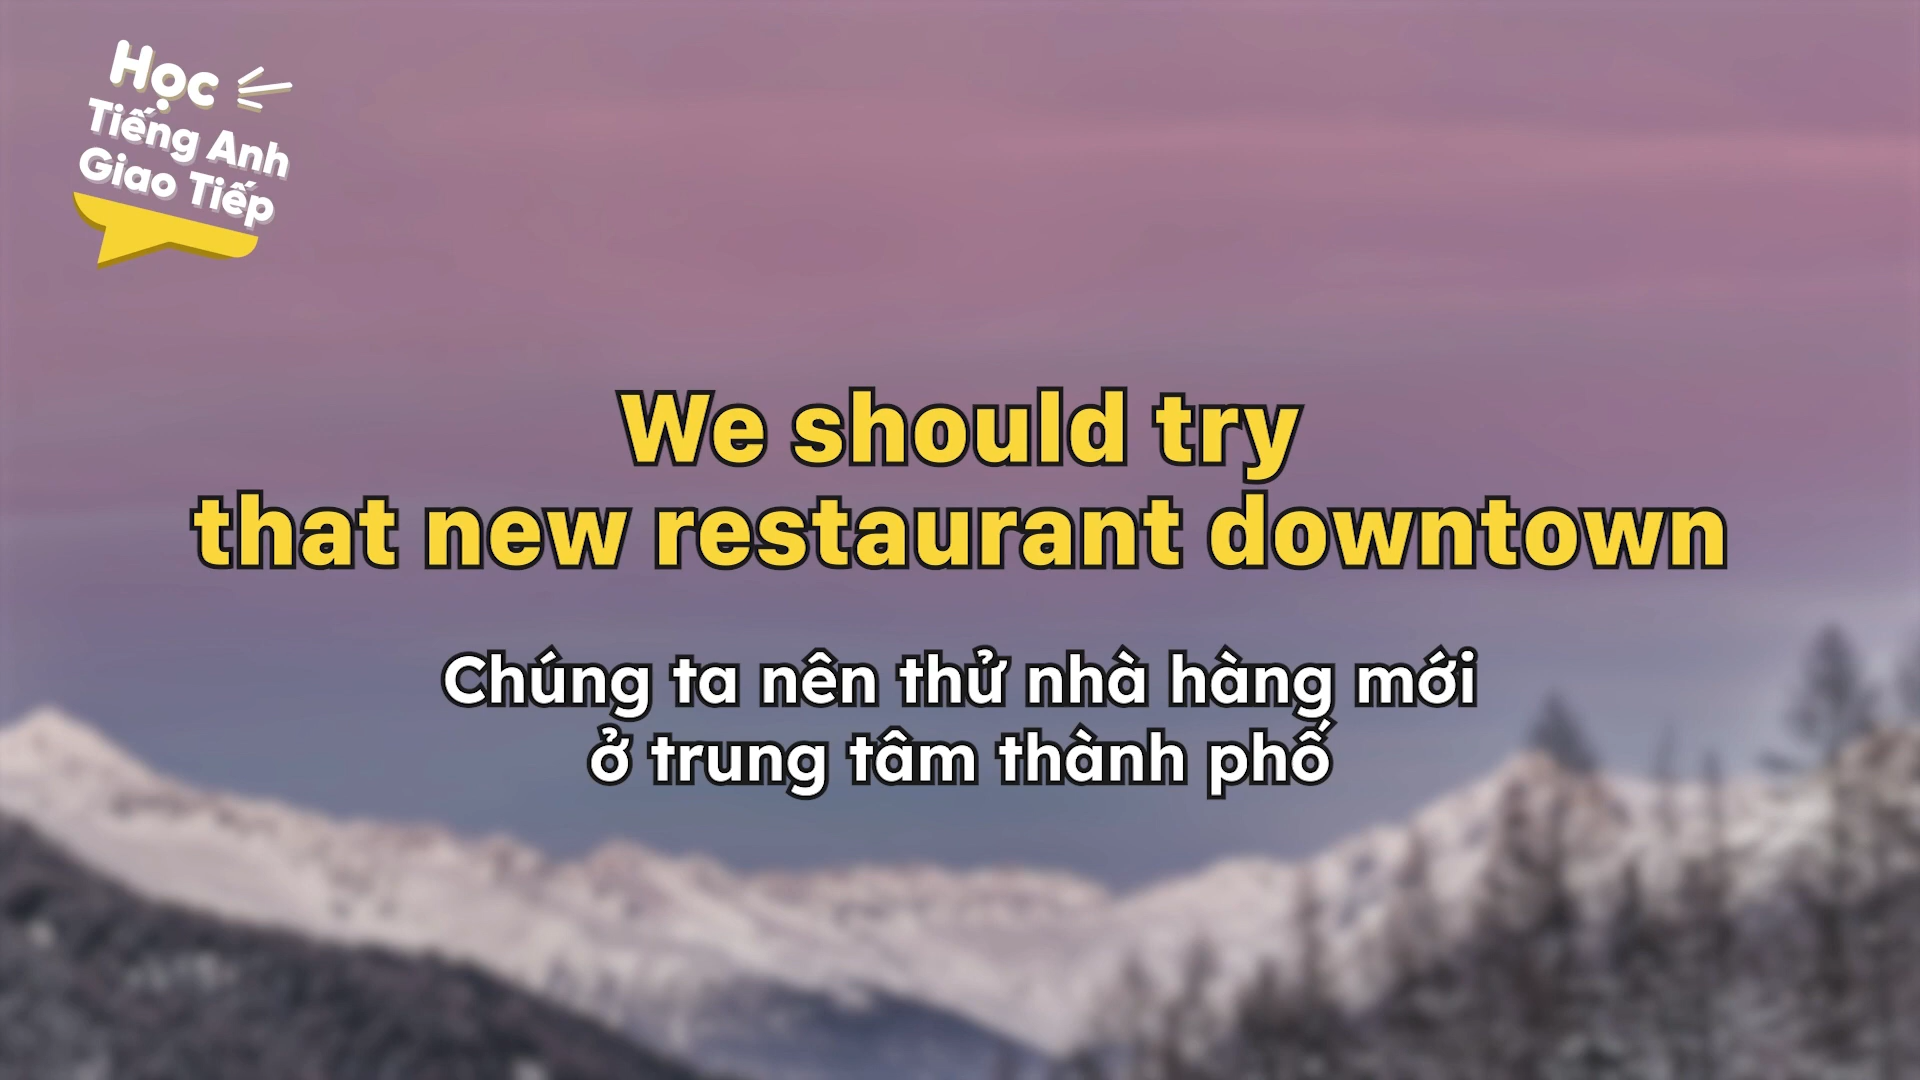 Học
Tiếng Anh
Giao Tiếp
We should try
that new restaurant downtown
Chúng ta nên thử nhà hàng mới
ở trung tâm thành phố